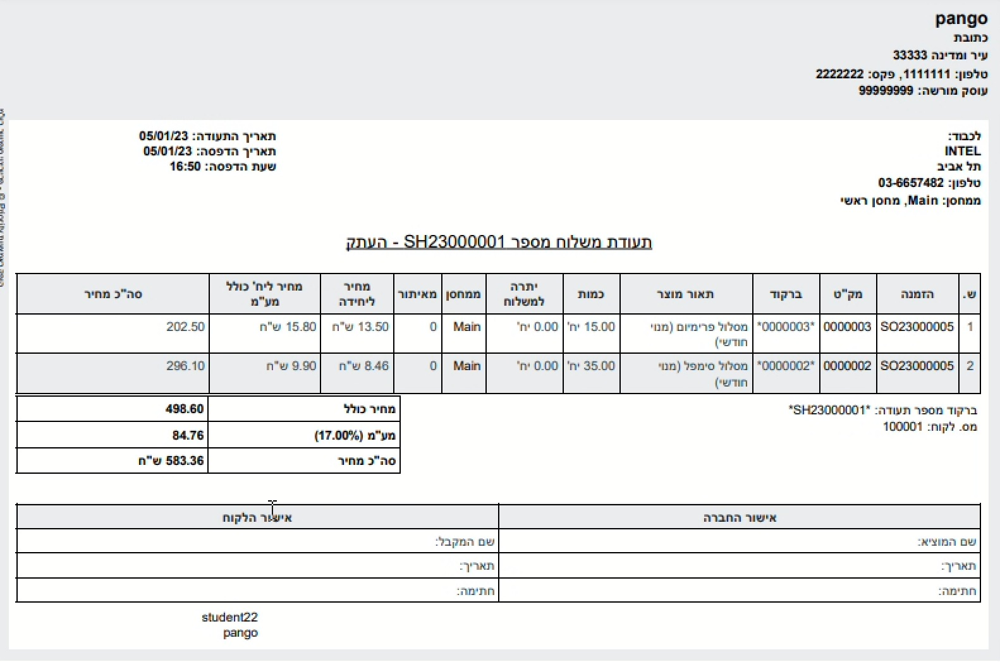 pango
כתובת
עיר ומדינה 33333
טלפון: 1111111, פקס: 2222222
עוסק מורשה: 99999999
לכבוד:
INTEL
תל אביב
טלפון: 03-6657482
ממחסן: Main, מחסן ראשי
תאריך התעודה: 05/01/23
תאריך הדפסה: 05/01/23
שעת הדפסה: 16:50
תעודת משלוח מספר SH23000001 - העתק
ש. הזמנה מק"ט ברקוד תאור מוצר כמות יתרה למשלוח ממחסן מאיתור מחיר ליחידה מחיר ליח' כולל מע"מ סה"כ מחיר
1 SO23000005 0000003 *0000003* מסלול פרימיום (מנוי חודשי) 15.00 יח' 0.00 יח' Main 0 13.50 ש"ח 15.80 ש"ח 202.50
2 SO23000005 0000002 *0000002* מסלול סימפל (מנוי חודשי) 35.00 יח' 0.00 יח' Main 0 8.46 ש"ח 9.90 ש"ח 296.10
ברקוד מספר תעודה: *SH23000001*
מס. לקוח: 100001
מחיר כולל 498.60
מע"מ (17.00%) 84.76
סה"כ מחיר 583.36 ש"ח
אישור החברה אישור הלקוח
שם המוציא: שם המקבל:
תאריך: תאריך:
חתימה: חתימה:
student22
pango